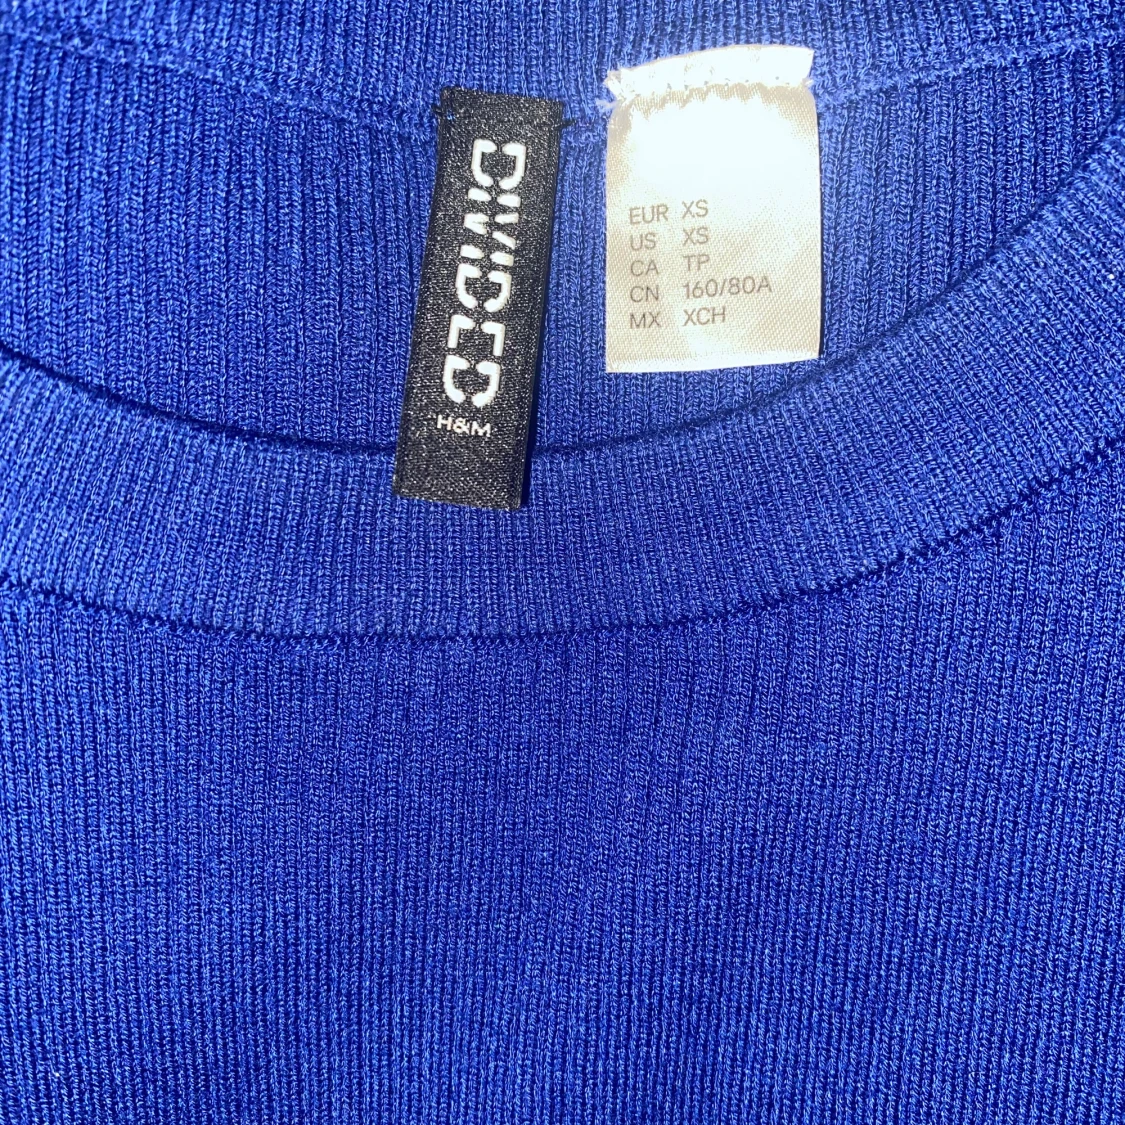 DIVIDED
H&M
EUR XS
US XS
CA TP
CN 160/80A
MX XCH